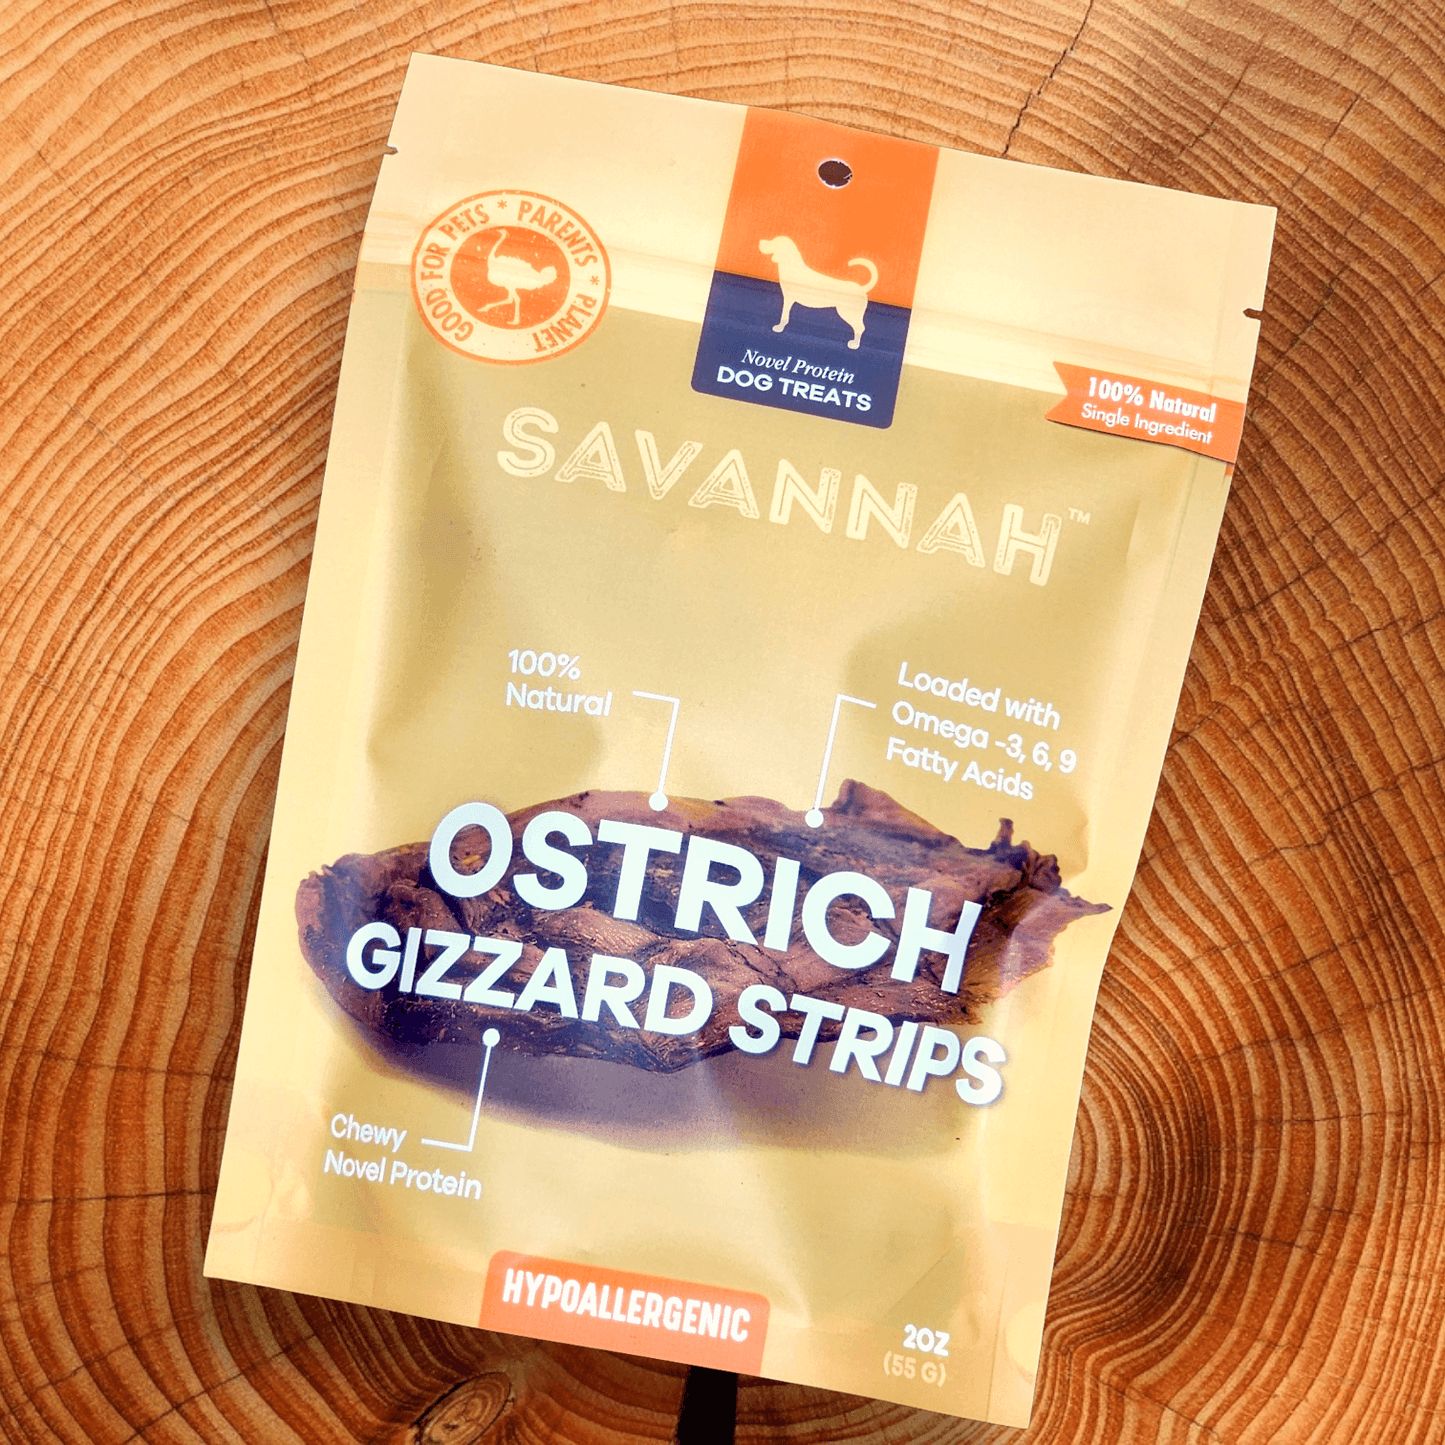 GOOD FOR PETS * PARENTS * PLANET
Novel Protein
DOG TREATS
100% Natural
Single Ingredient
SAVANNAH™
100%
Natural
Loaded with
Omega -3, 6, 9
Fatty Acids
OSTRICH
GIZZARD STRIPS
Chewy
Novel Protein
HYPOALLERGENIC
2OZ
(55 G)